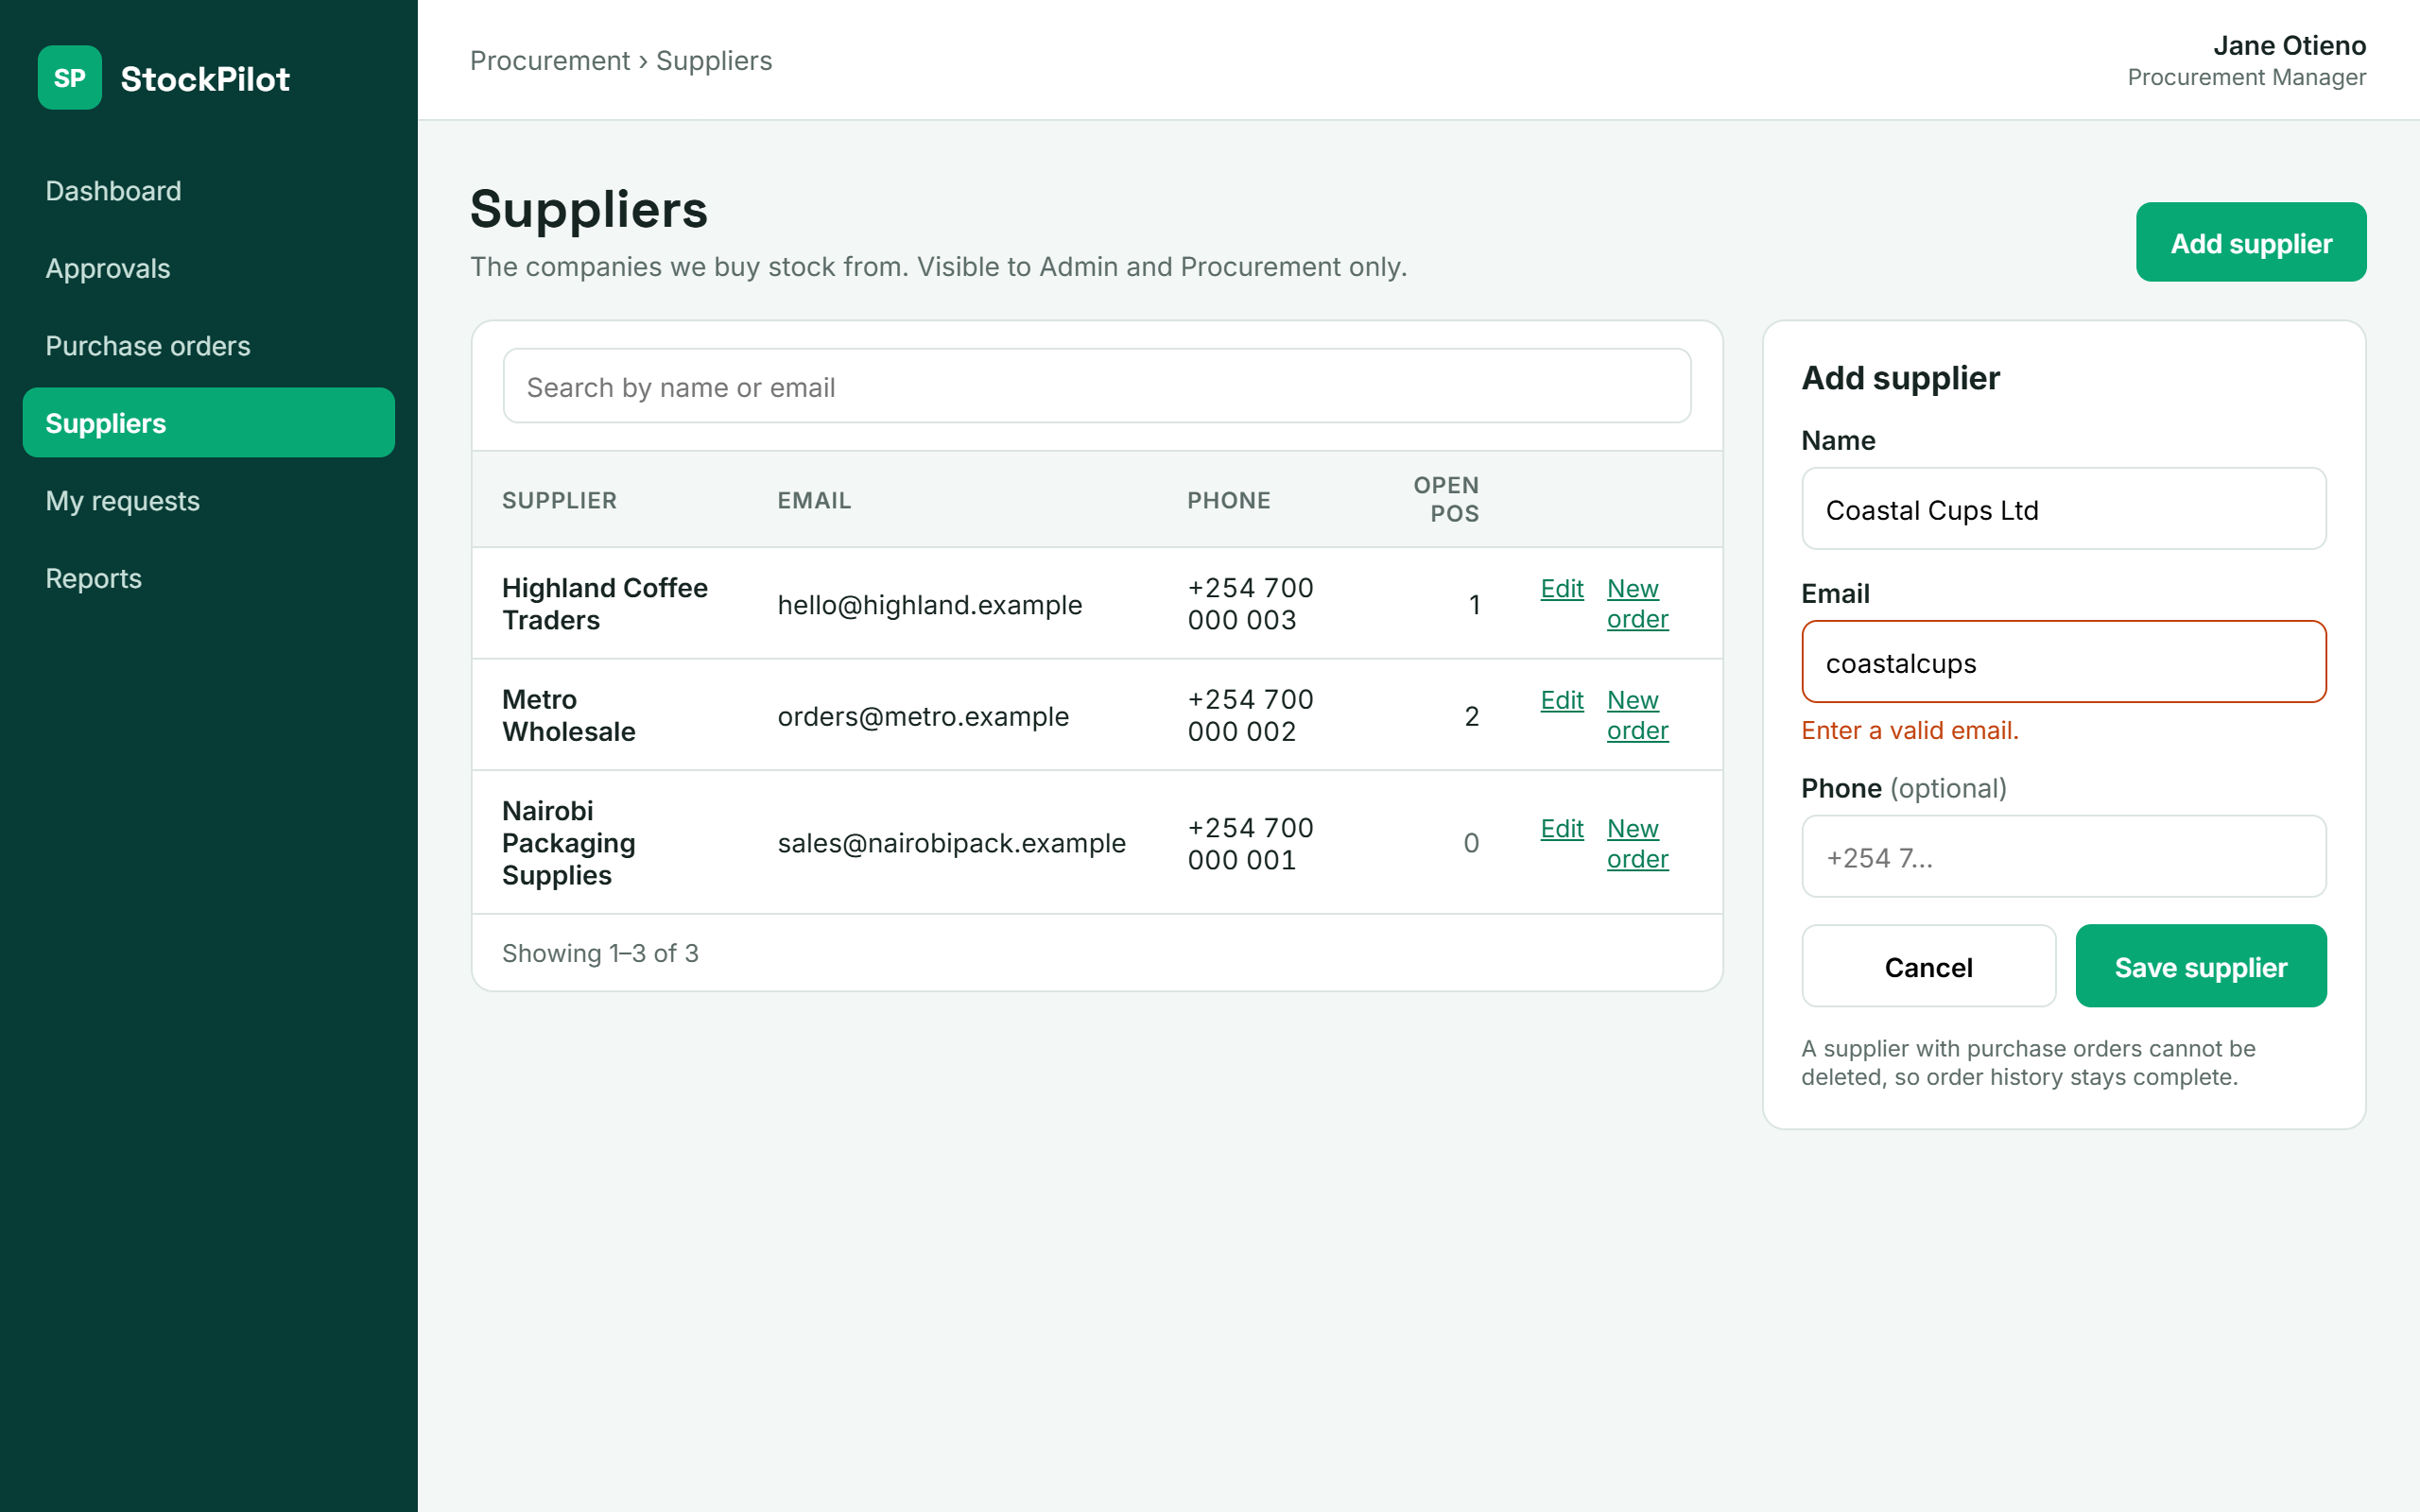 SP StockPilot
Dashboard
Approvals
Purchase orders
Suppliers
My requests
Reports
Procurement › Suppliers
Jane Otieno
Procurement Manager
Suppliers
The companies we buy stock from. Visible to Admin and Procurement only.
Add supplier
Search by name or email
SUPPLIER EMAIL PHONE OPEN
POS
Highland Coffee
Traders
hello@highland.example
+254 700
000 003
1
Edit
New
order
Metro
Wholesale
orders@metro.example
+254 700
000 002
2
Edit
New
order
Nairobi
Packaging
Supplies
sales@nairobipack.example
+254 700
000 001
0
Edit
New
order
Showing 1–3 of 3
Add supplier
Name
Coastal Cups Ltd
Email
coastalcups
Enter a valid email.
Phone (optional)
+254 7...
Cancel
Save supplier
A supplier with purchase orders cannot be
deleted, so order history stays complete.